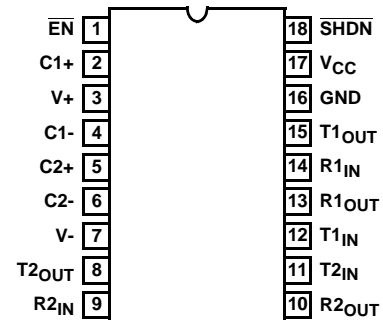 EN 1 18 SHDN
C1+ 2 17 VCC
V+ 3 16 GND
C1- 4 15 T1OUT
C2+ 5 14 R1IN
C2- 6 13 R1OUT
V- 7 12 T1IN
T2OUT 8 11 T2IN
R2IN 9 10 R2OUT